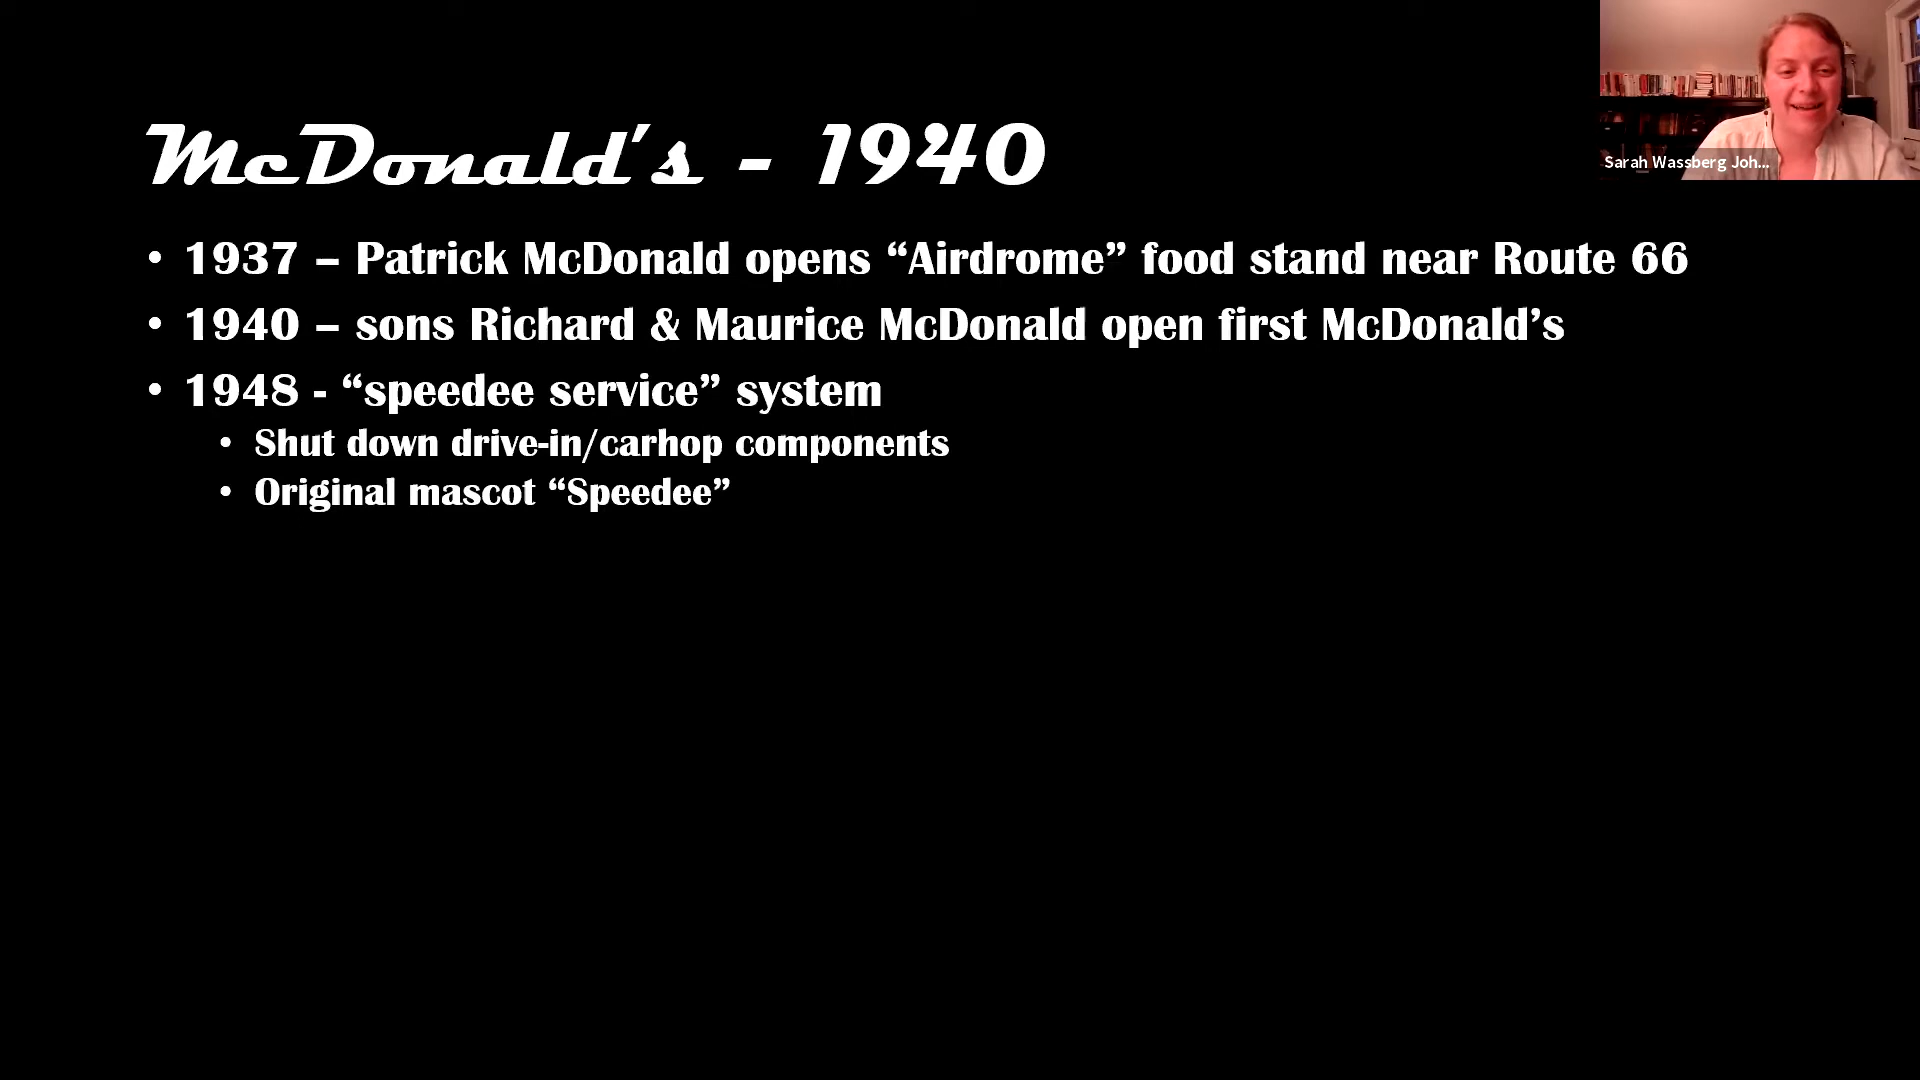 McDonald's - 1940
Sarah Wassberg Joh...
• 1937 – Patrick McDonald opens “Airdrome” food stand near Route 66
• 1940 – sons Richard & Maurice McDonald open first McDonald’s
• 1948 - “speedee service” system
• Shut down drive-in/carhop components
• Original mascot “Speedee”